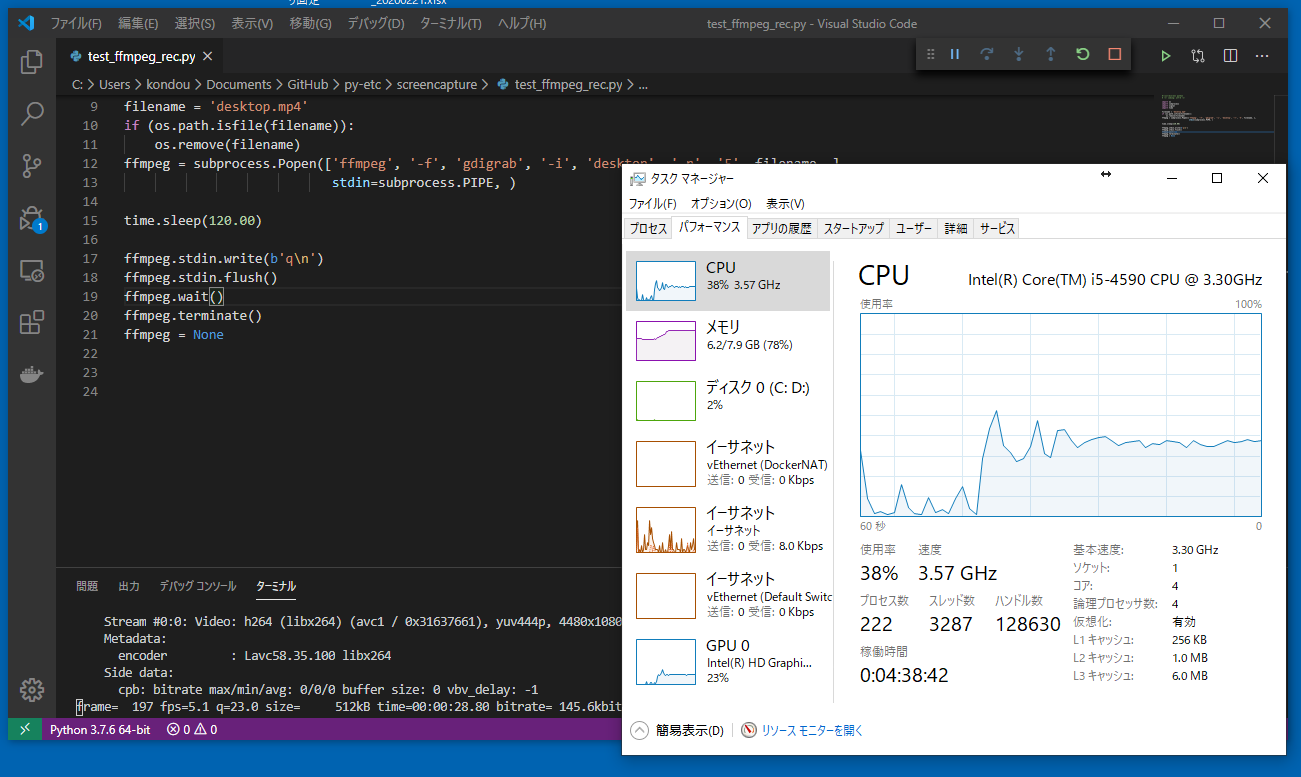 り固定
_20200221.xlsx
ファイル(F) 編集(E) 選択(S) 表示(V) 移動(G) デバッグ(D) ターミナル(T) ヘルプ(H)
test_ffmpeg_rec.py - Visual Studio Code
test_ffmpeg_rec.py
C: > Users > kondou > Documents > GitHub > py-etc > screencapture > test_ffmpeg_rec.py > ...
9 filename = 'desktop.mp4'
10 if (os.path.isfile(filename)):
11 os.remove(filename)
12 ffmpeg = subprocess.Popen(['ffmpeg', '-f', 'gdigrab', '-i', 'desktop', '-r', '5', filename, ]
13 stdin=subprocess.PIPE, )
14
15 time.sleep(120.00)
16
17 ffmpeg.stdin.write(b'q\n')
18 ffmpeg.stdin.flush()
19 ffmpeg.wait()
20 ffmpeg.terminate()
21 ffmpeg = None
22
23
24
1
問題 出力 デバッグ コンソール ターミナル
Stream #0:0: Video: h264 (libx264) (avc1 / 0x31637661), yuv444p, 4480x1080
Metadata:
encoder : Lavc58.35.100 libx264
Side data:
cpb: bitrate max/min/avg: 0/0/0 buffer size: 0 vbv_delay: -1
frame= 197 fps=5.1 q=23.0 size= 512kB time=00:00:28.80 bitrate= 145.6kbit
Python 3.7.6 64-bit 0 0
タスク マネージャー
ファイル(F) オプション(O) 表示(V)
プロセス パフォーマンス アプリの履歴 スタートアップ ユーザー 詳細 サービス
CPU
38% 3.57 GHz
メモリ
6.2/7.9 GB (78%)
ディスク 0 (C: D:)
2%
イーサネット
vEthernet (DockerNAT)
送信: 0 受信: 0 Kbps
イーサネット
イーサネット
送信: 0 受信: 8.0 Kbps
イーサネット
vEthernet (Default Switc
送信: 0 受信: 0 Kbps
GPU 0
Intel(R) HD Graphi...
23%
CPU Intel(R) Core(TM) i5-4590 CPU @ 3.30GHz
使用率 100%
60 秒 0
使用率 速度
38% 3.57 GHz
プロセス数 スレッド数 ハンドル数
222 3287 128630
稼働時間
0:04:38:42
基本速度: 3.30 GHz
ソケット: 1
コア: 4
論理プロセッサ数: 4
仮想化: 有効
L1 キャッシュ: 256 KB
L2 キャッシュ: 1.0 MB
L3 キャッシュ: 6.0 MB
簡易表示(D) リソース モニターを開く